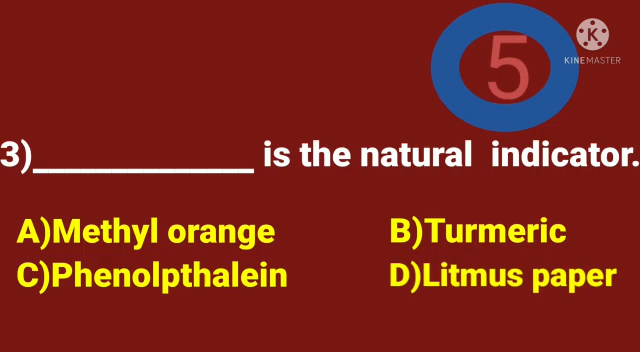 5
K
KINEMASTER
3)____________ is the natural indicator.
A)Methyl orange B)Turmeric
C)Phenolpthalein D)Litmus paper